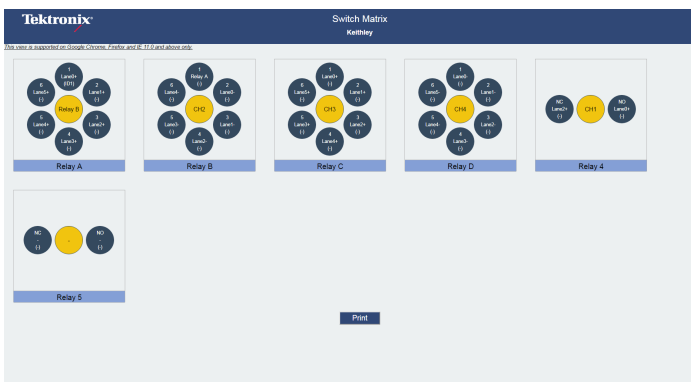 Tektronix®
Switch Matrix
Keithley
This view is supported on Google Chrome, Firefox and IE 11.0 and above only.
1
Lane0+
(ID1)
6
Lane5+
(-)
2
Lane1+
(-)
Relay B
5
Lane4+
(-)
3
Lane2+
(-)
4
Lane3+
(-)
Relay A
1
Relay A
(-)
6
Lane4-
(-)
2
Lane0-
(-)
CH2
5
Lane3-
(-)
3
Lane1-
(-)
4
Lane2-
(-)
Relay B
1
Lane0-
(-)
6
Lane5+
(-)
2
Lane1+
(-)
CH3
5
(-)
3
(-)
4
Lane4+
(-)
Relay C
1
Lane0-
(-)
6
Lane5-
(-)
2
Lane1-
(-)
CH4
5
Lane4-
(-)
3
Lane2-
(-)
4
Lane3-
(-)
Relay D
NC
Lane2+
(-)
CH1
NO
Lane0+
(-)
Relay 4
NC
-
(-)
-
NO
-
(-)
Relay 5
Print